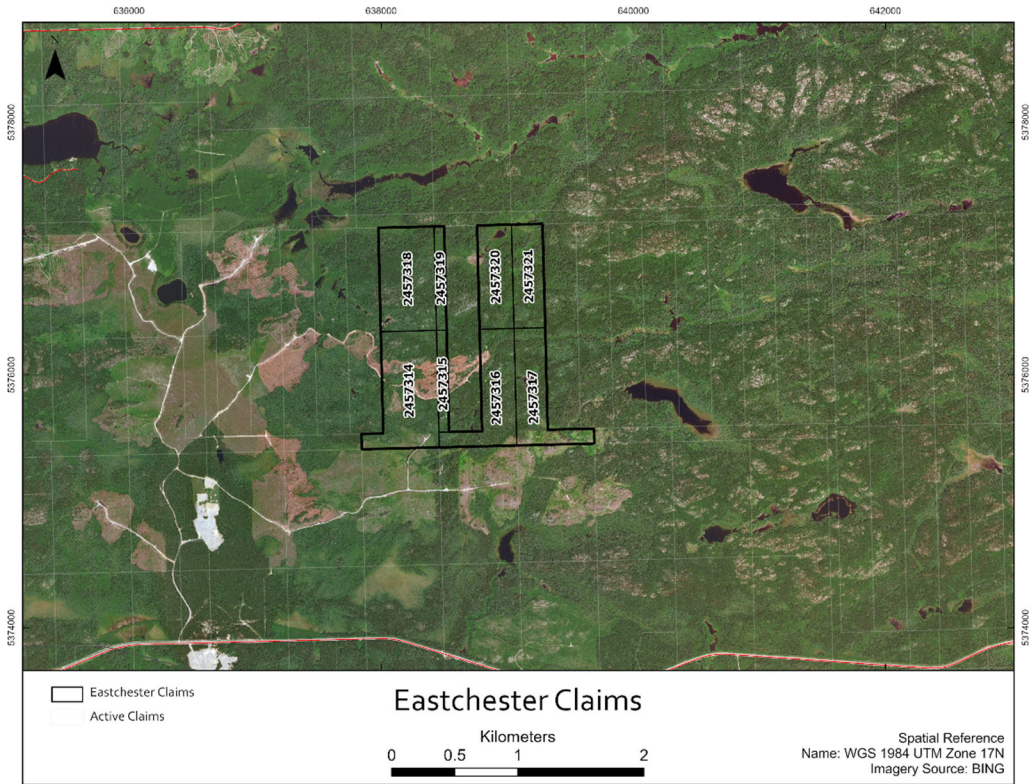 636000 638000 640000 642000
5378000 5378000
N
2457318 2457319 2457320 2457321
5376000 5376000
2457314 2457315 2457316 2457317
5374000 5374000
Eastchester Claims
Active Claims
Eastchester Claims
Kilometers
0 0.5 1 2
Spatial Reference
Name: WGS 1984 UTM Zone 17N
Imagery Source: BING